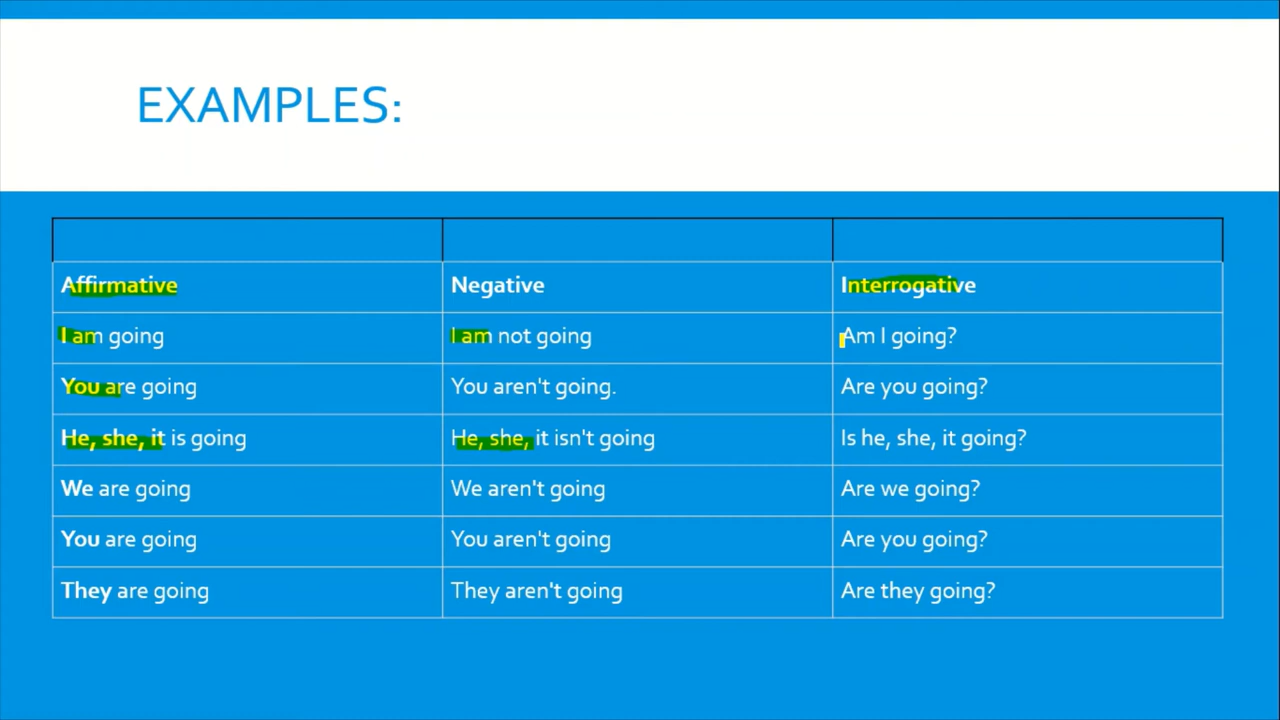 EXAMPLES:
Affirmative Negative Interrogative
I am going I am not going Am I going?
You are going You aren't going. Are you going?
He, she, it is going He, she, it isn't going Is he, she, it going?
We are going We aren't going Are we going?
You are going You aren't going Are you going?
They are going They aren't going Are they going?